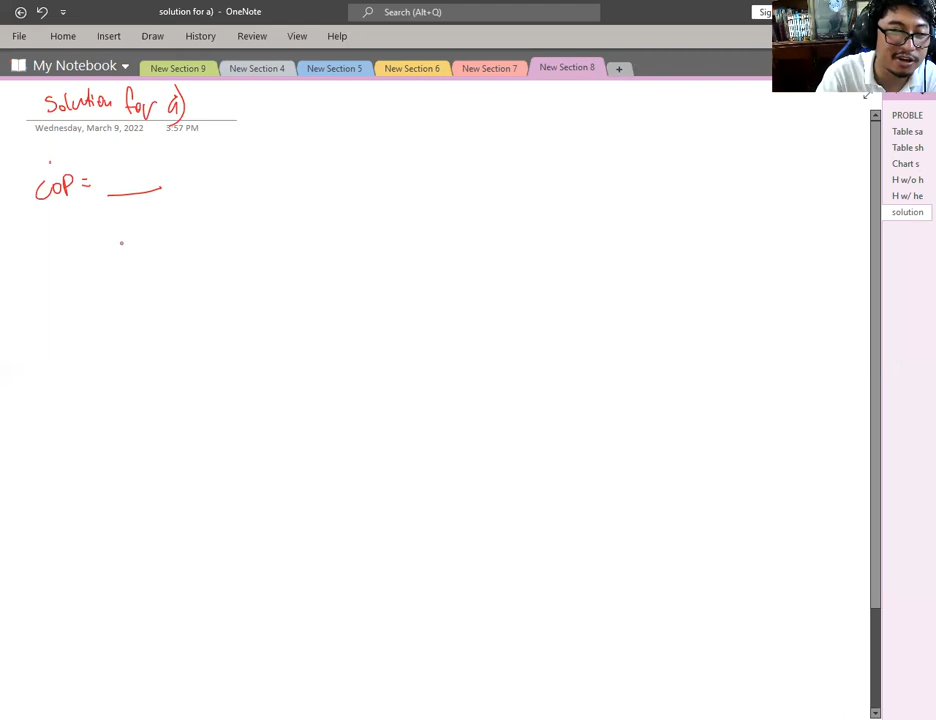 solution for a) - OneNote
Search (Alt+Q)
File Home Insert Draw History Review View Help
My Notebook
New Section 9 New Section 4 New Section 5 New Section 6 New Section 7 New Section 8 +
Solution for a)
Wednesday, March 9, 2022 3:57 PM
COP =
PROBLE
Table sa
Table sh
Chart s
H w/o h
H w/ he
solution